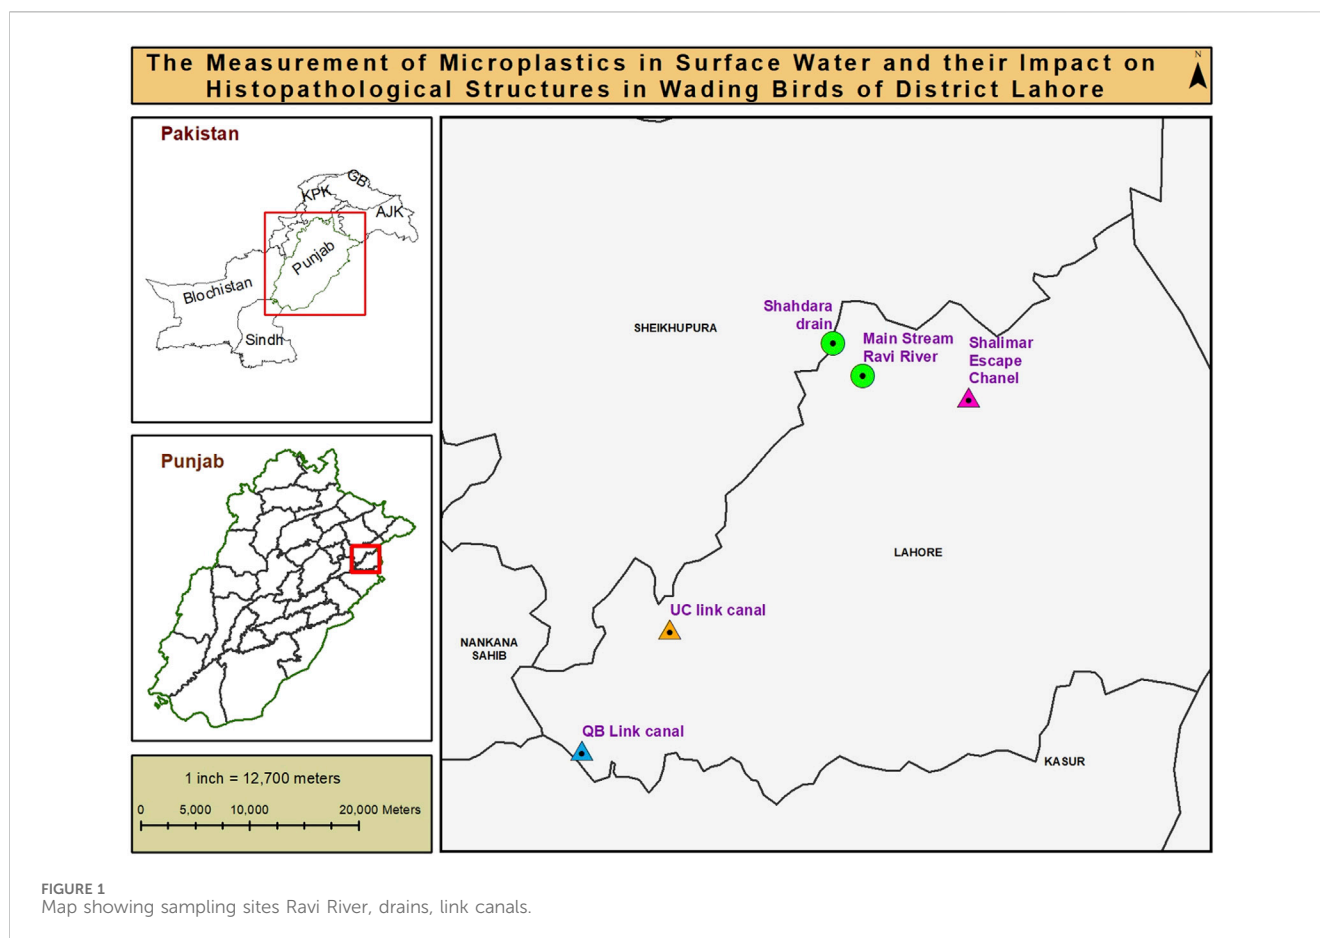 The Measurement of Microplastics in Surface Water and their Impact on
Histopathological Structures in Wading Birds of District Lahore
N
Pakistan
GB
KPK
AJK
Punjab
Blochistan
Sindh
Punjab
1 inch = 12,700 meters
0 5,000 10,000 20,000 Meters
Shahdara
drain
SHEIKHUPURA
Main Stream
Ravi River
Shalimar
Escape
Chanel
LAHORE
UC link canal
NANKANA
SAHIB
QB Link canal
KASUR
FIGURE 1
Map showing sampling sites Ravi River, drains, link canals.